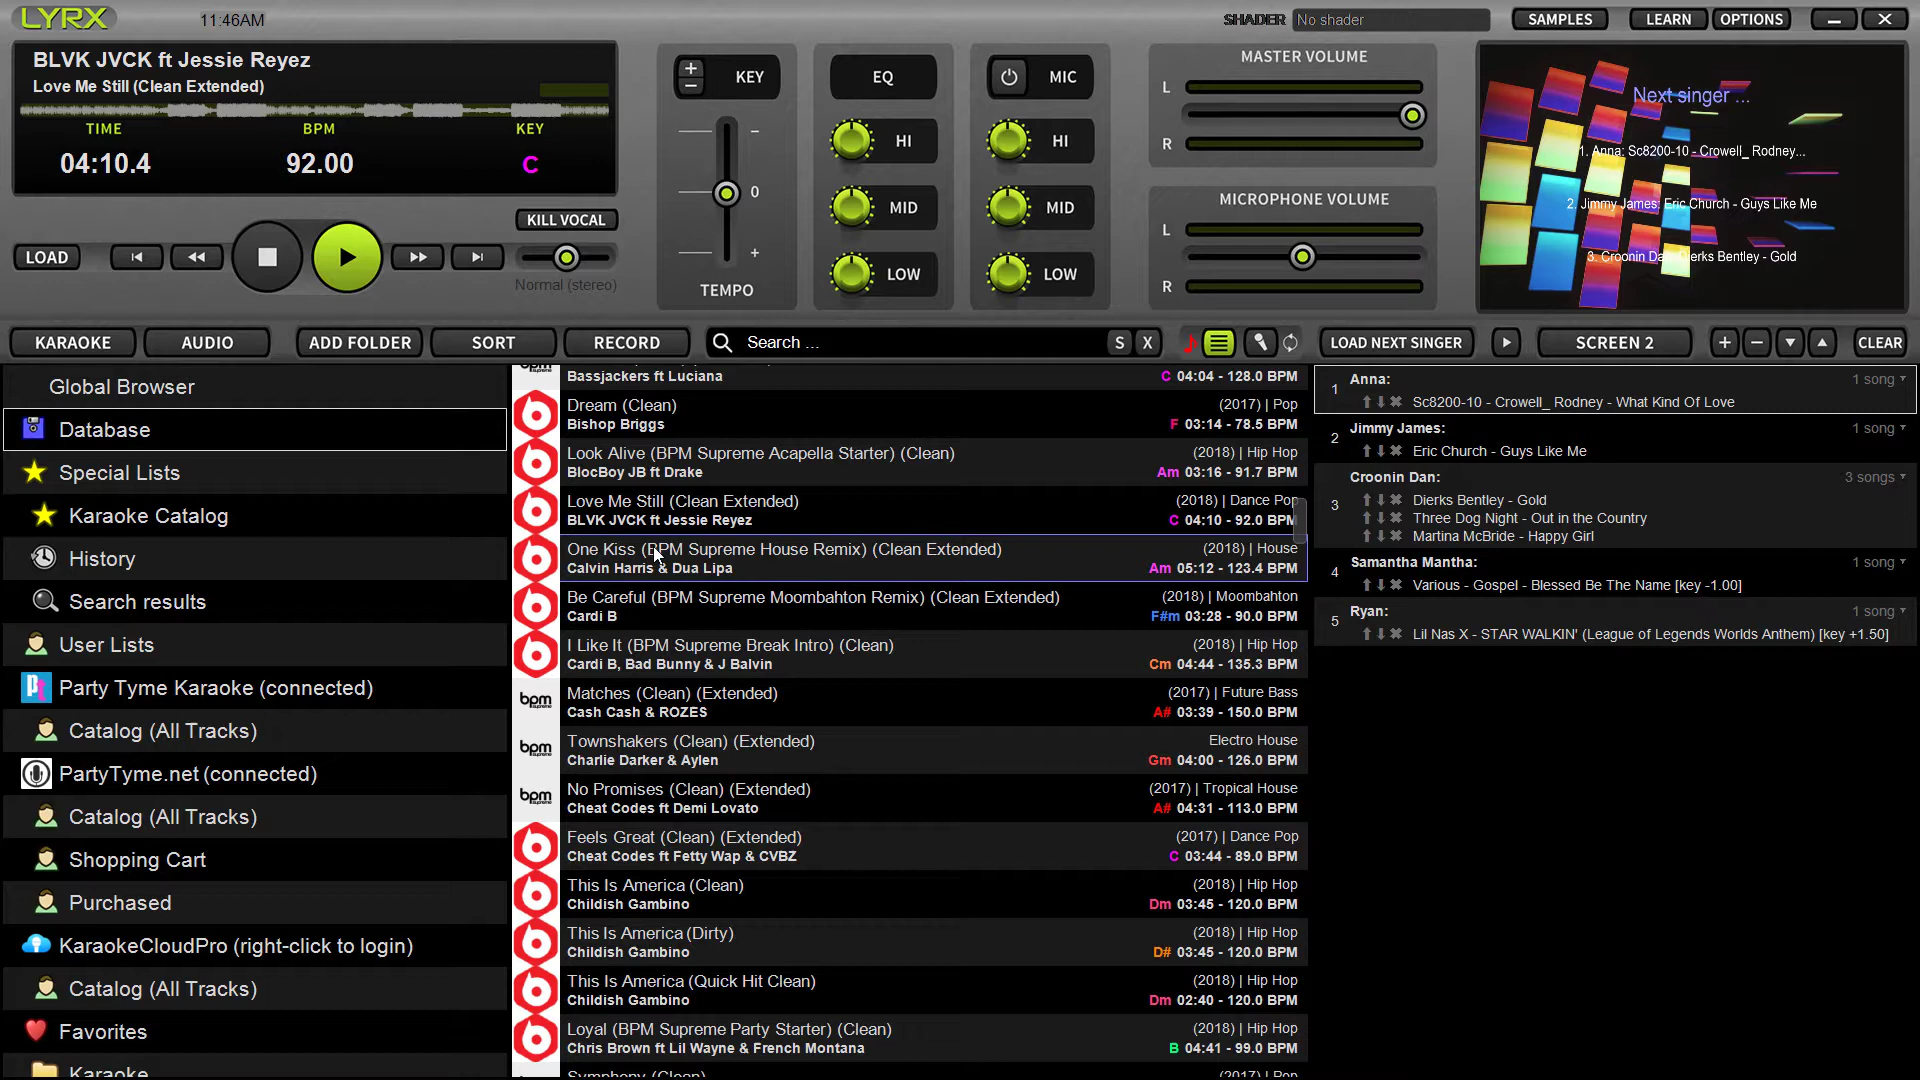 LYRX
11:46AM
SHADER No shader
SAMPLES
LEARN
OPTIONS
BLVK JVCK ft Jessie Reyez
Love Me Still (Clean Extended)
TIME BPM KEY
04:10.4 92.00 C
KILL VOCAL
LOAD
Normal (stereo)
+
−
KEY
−
0
+
TEMPO
EQ
HI
MID
LOW
MIC
HI
MID
LOW
MASTER VOLUME
L
R
MICROPHONE VOLUME
L
R
Next singer ...
1. Anna: Sc8200-10 - Crowell_ Rodney...
2. Jimmy James: Eric Church - Guys Like Me
3. Croonin Dan: Dierks Bentley - Gold
KARAOKE
AUDIO
ADD FOLDER
SORT
RECORD
Search ...
S
X
LOAD NEXT SINGER
SCREEN 2
CLEAR
Global Browser
Database
Special Lists
Karaoke Catalog
History
Search results
User Lists
Party Tyme Karaoke (connected)
Catalog (All Tracks)
PartyTyme.net (connected)
Catalog (All Tracks)
Shopping Cart
Purchased
KaraokeCloudPro (right-click to login)
Catalog (All Tracks)
Favorites
Karaoke
Bassjackers ft Luciana C 04:04 - 128.0 BPM
Dream (Clean) (2017) | Pop
Bishop Briggs F 03:14 - 78.5 BPM
Look Alive (BPM Supreme Acapella Starter) (Clean) (2018) | Hip Hop
BlocBoy JB ft Drake Am 03:16 - 91.7 BPM
Love Me Still (Clean Extended) (2018) | Dance Pop
BLVK JVCK ft Jessie Reyez C 04:10 - 92.0 BPM
One Kiss (BPM Supreme House Remix) (Clean Extended) (2018) | House
Calvin Harris & Dua Lipa Am 05:12 - 123.4 BPM
Be Careful (BPM Supreme Moombahton Remix) (Clean Extended) (2018) | Moombahton
Cardi B F#m 03:28 - 90.0 BPM
I Like It (BPM Supreme Break Intro) (Clean) (2018) | Hip Hop
Cardi B, Bad Bunny & J Balvin Cm 04:44 - 135.3 BPM
bpm supreme
Matches (Clean) (Extended) (2017) | Future Bass
Cash Cash & ROZES A# 03:39 - 150.0 BPM
bpm supreme
Townshakers (Clean) (Extended) Electro House
Charlie Darker & Aylen Gm 04:00 - 126.0 BPM
bpm supreme
No Promises (Clean) (Extended) (2017) | Tropical House
Cheat Codes ft Demi Lovato A# 04:31 - 113.0 BPM
Feels Great (Clean) (Extended) (2017) | Dance Pop
Cheat Codes ft Fetty Wap & CVBZ C 03:44 - 89.0 BPM
This Is America (Clean) (2018) | Hip Hop
Childish Gambino Dm 03:45 - 120.0 BPM
This Is America (Dirty) (2018) | Hip Hop
Childish Gambino D# 03:45 - 120.0 BPM
This Is America (Quick Hit Clean) (2018) | Hip Hop
Childish Gambino Dm 02:40 - 120.0 BPM
Loyal (BPM Supreme Party Starter) (Clean) (2018) | Hip Hop
Chris Brown ft Lil Wayne & French Montana B 04:41 - 99.0 BPM
Symphony (Clean) (2017) | Pop
1 Anna: 1 song
Sc8200-10 - Crowell_ Rodney - What Kind Of Love
2 Jimmy James: 1 song
Eric Church - Guys Like Me
3 Croonin Dan: 3 songs
Dierks Bentley - Gold
Three Dog Night - Out in the Country
Martina McBride - Happy Girl
4 Samantha Mantha: 1 song
Various - Gospel - Blessed Be The Name [key -1.00]
5 Ryan: 1 song
Lil Nas X - STAR WALKIN' (League of Legends Worlds Anthem) [key +1.50]